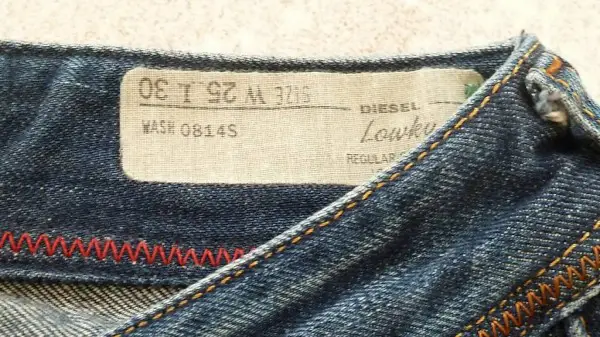 SIZE W 25 L 30
DIESEL
WASH 0814S
Lowky
REGULAR